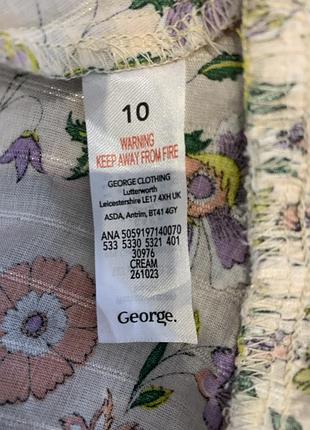 10
WARNING
KEEP AWAY FROM FIRE
GEORGE CLOTHING
Lutterworth
Leicestershire LE17 4XH UK
ASDA, Antrim, BT41 4GY
ANA 5059197140070
533 5330 5321 401
30976
CREAM
261023
George.